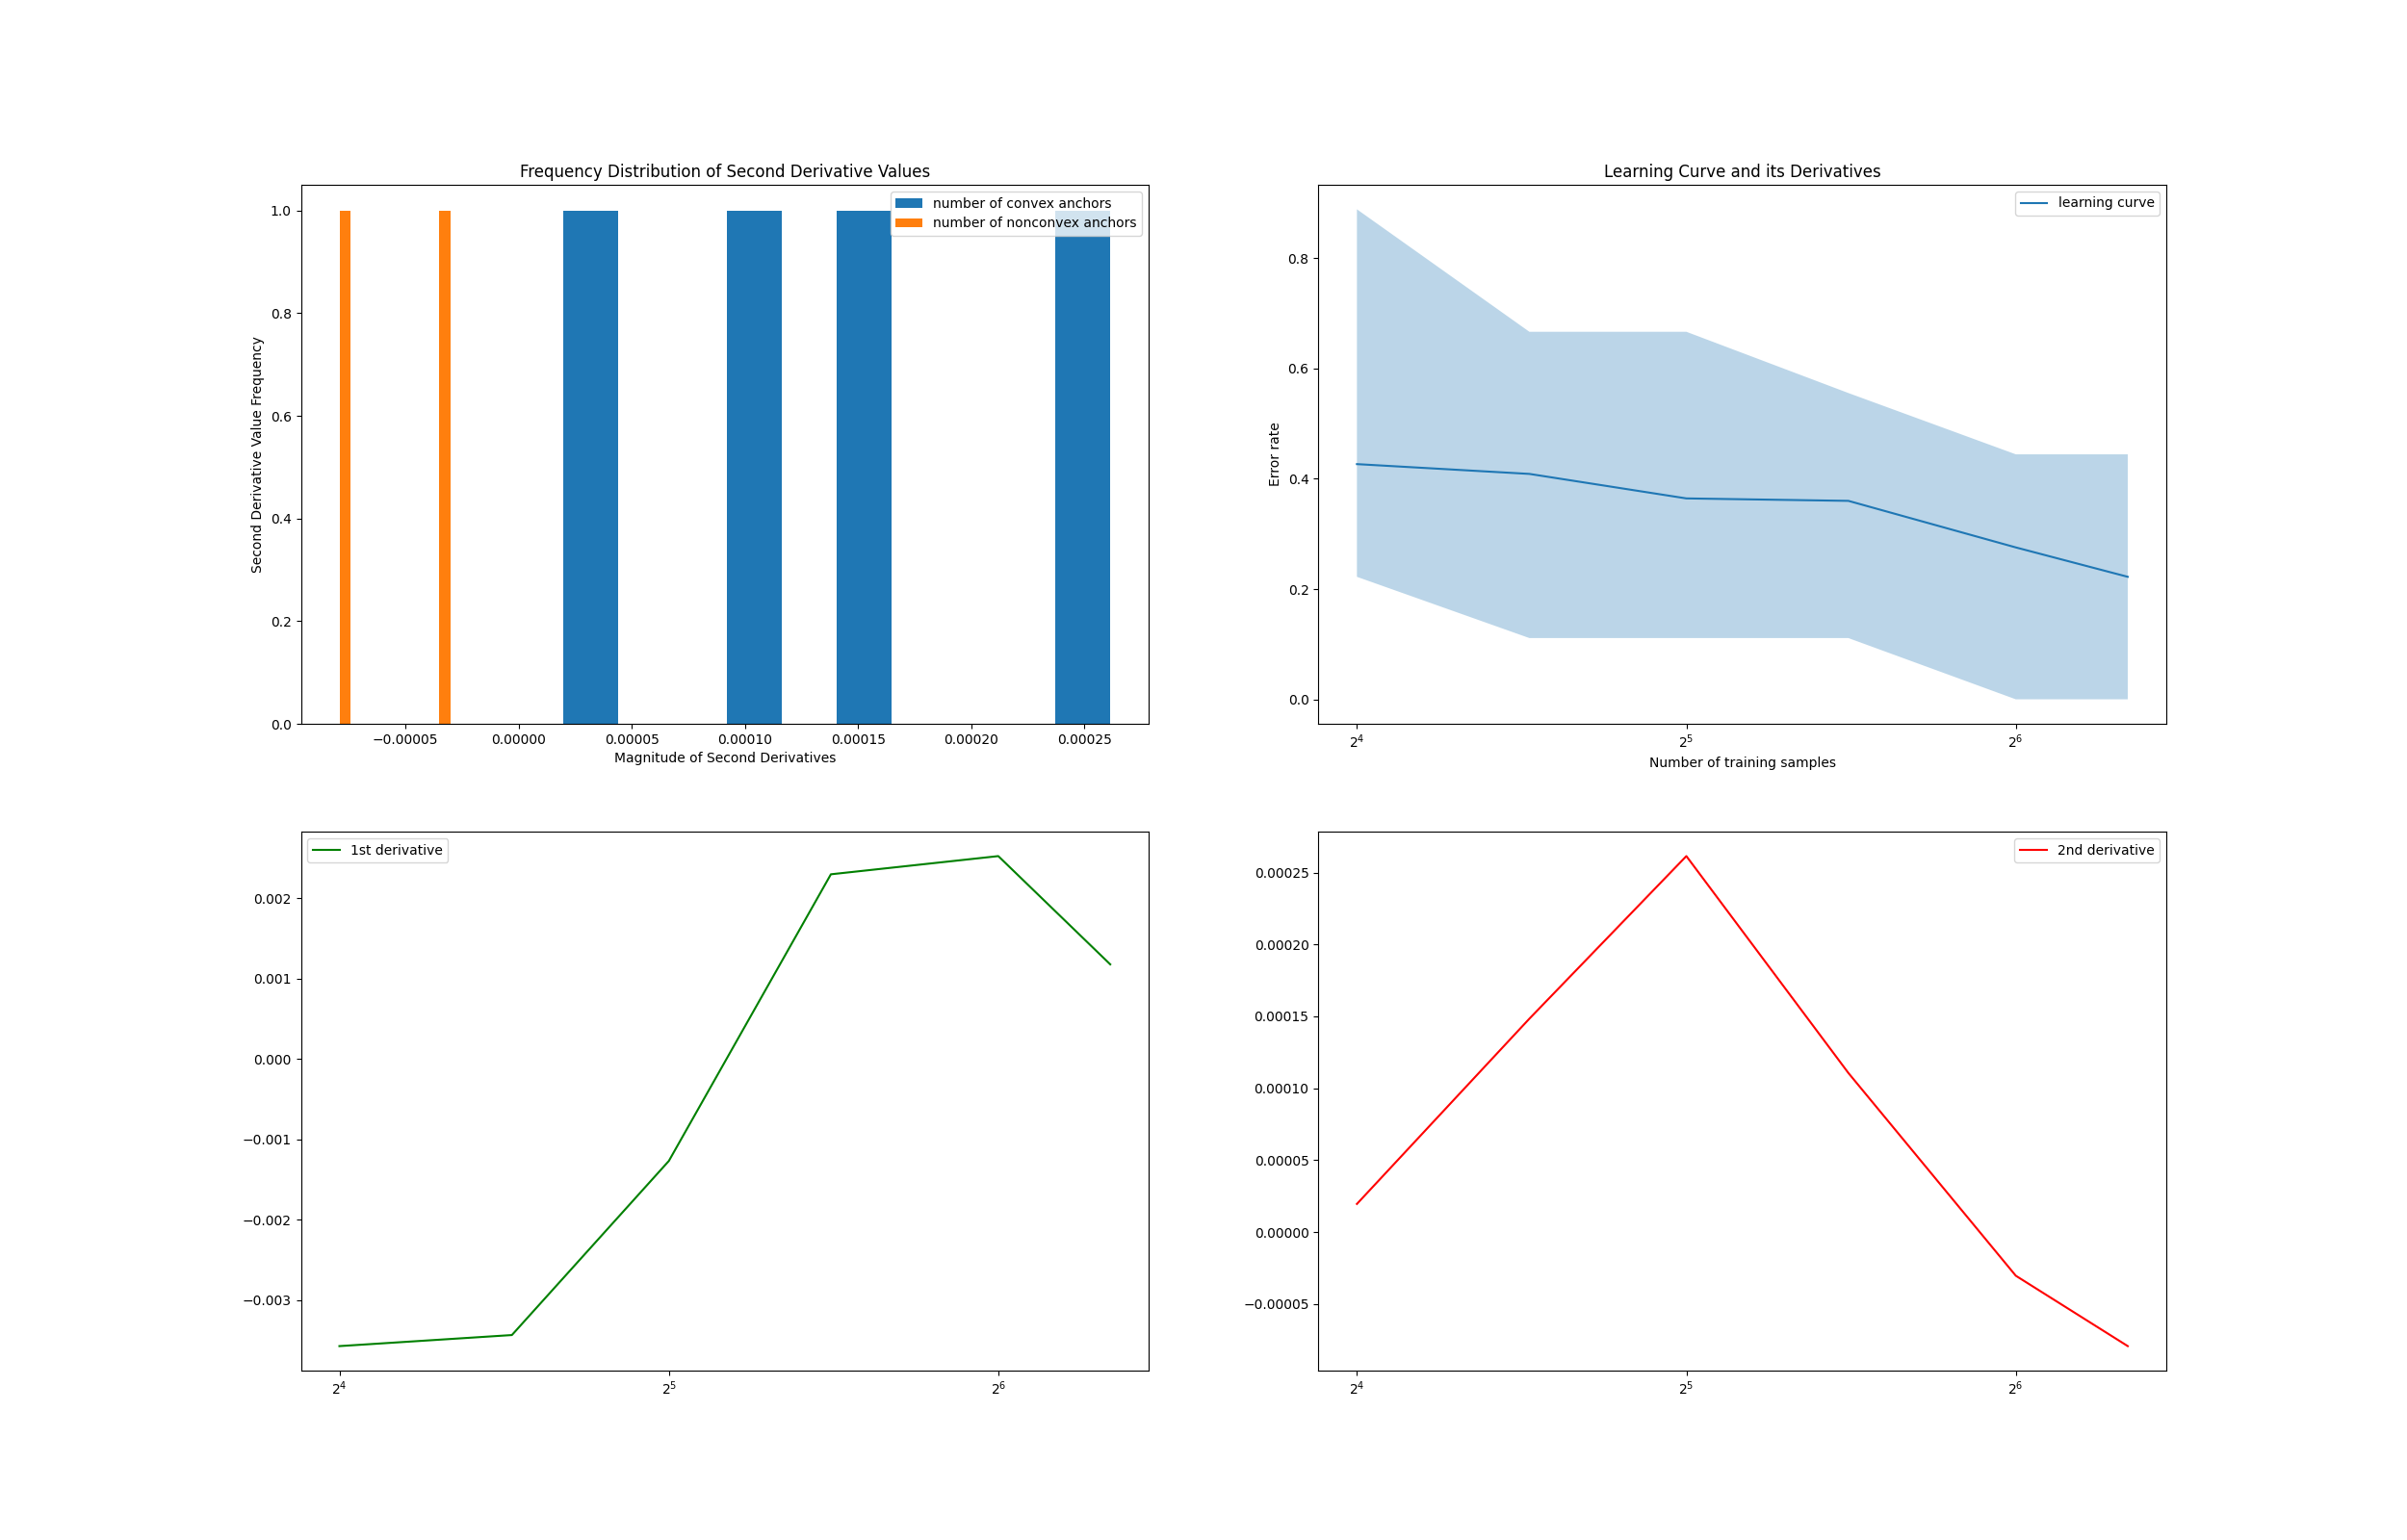 Frequency Distribution of Second Derivative Values
number of convex anchors
number of nonconvex anchors
1.0
0.8
0.6
0.4
0.2
0.0
Second Derivative Value Frequency
−0.00005 0.00000 0.00005 0.00010 0.00015 0.00020 0.00025
Magnitude of Second Derivatives
Learning Curve and its Derivatives
learning curve
0.8
0.6
0.4
0.2
0.0
Error rate
2⁴ 2⁵ 2⁶
Number of training samples
1st derivative
0.002
0.001
0.000
−0.001
−0.002
−0.003
2⁴ 2⁵ 2⁶
2nd derivative
0.00025
0.00020
0.00015
0.00010
0.00005
0.00000
−0.00005
2⁴ 2⁵ 2⁶